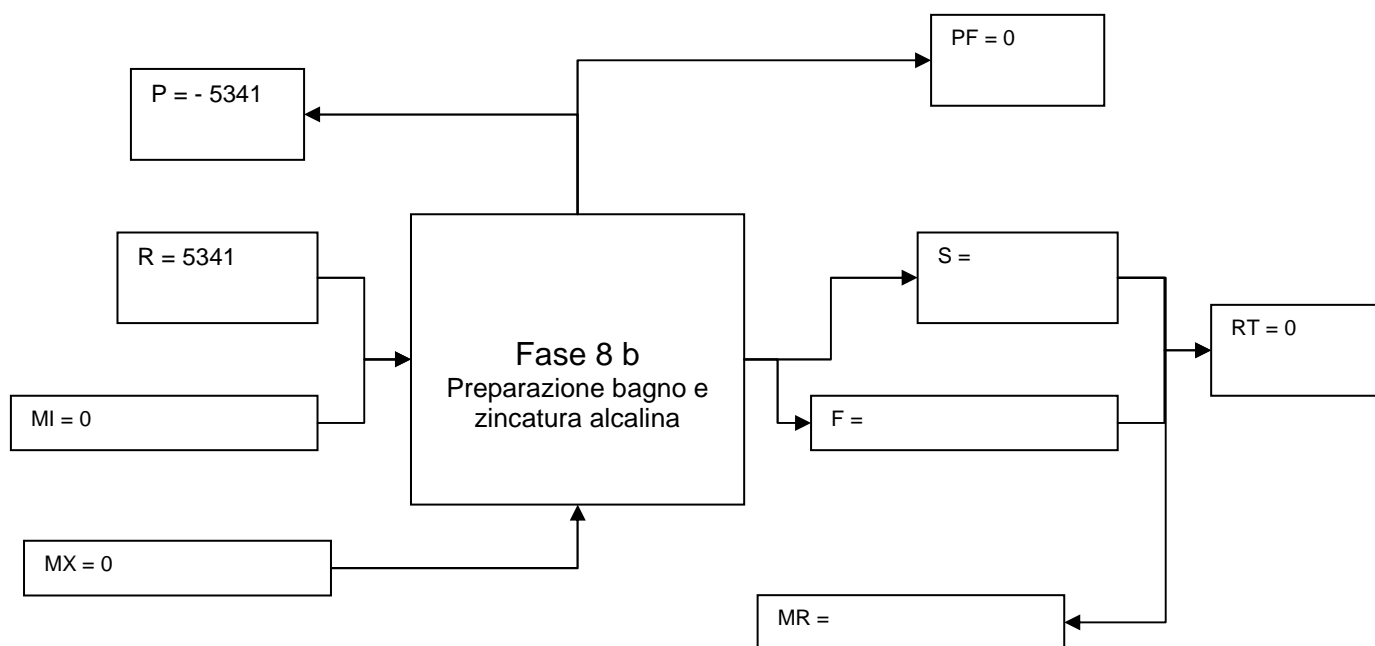 PF = 0
P = - 5341
R = 5341
S =
RT = 0
Fase 8 b
Preparazione bagno e
zincatura alcalina
MI = 0
F =
MX = 0
MR =